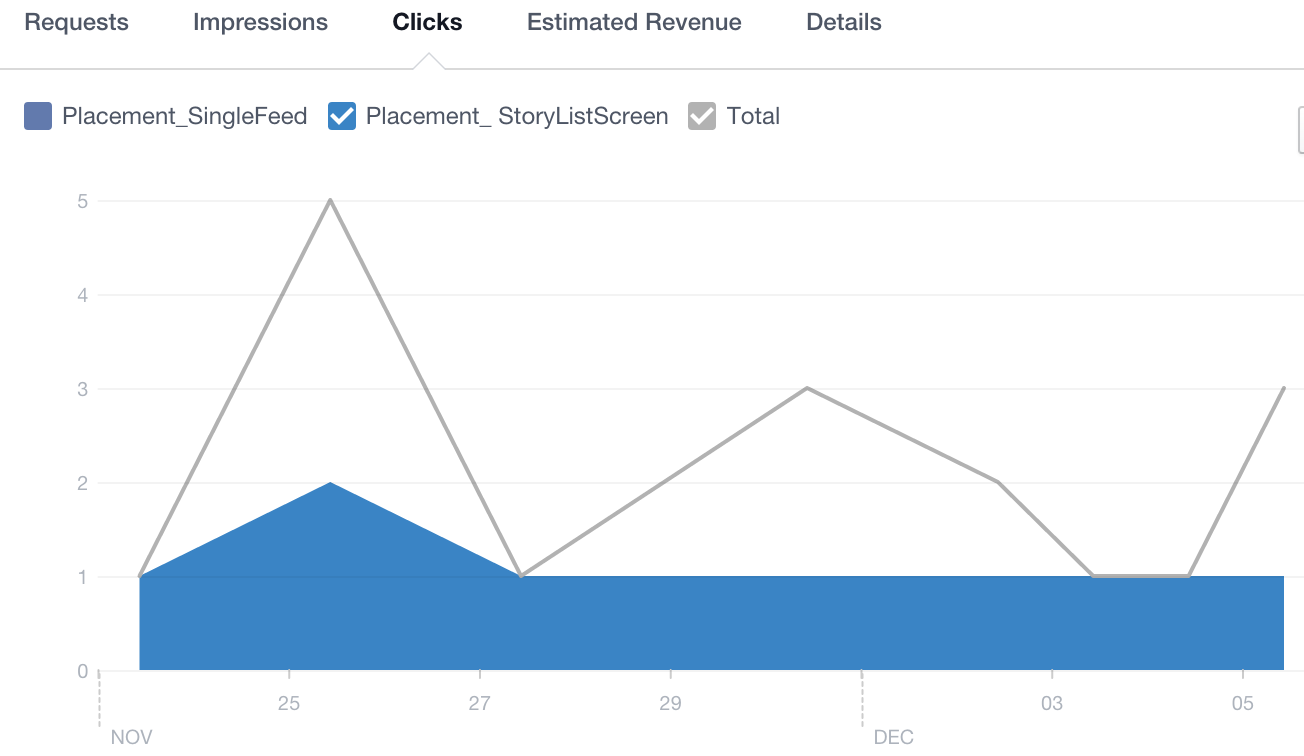 Requests Impressions Clicks Estimated Revenue Details
Placement_SingleFeed Placement_ StoryListScreen Total
5
4
3
2
1
0
25 27 29 03 05
NOV DEC